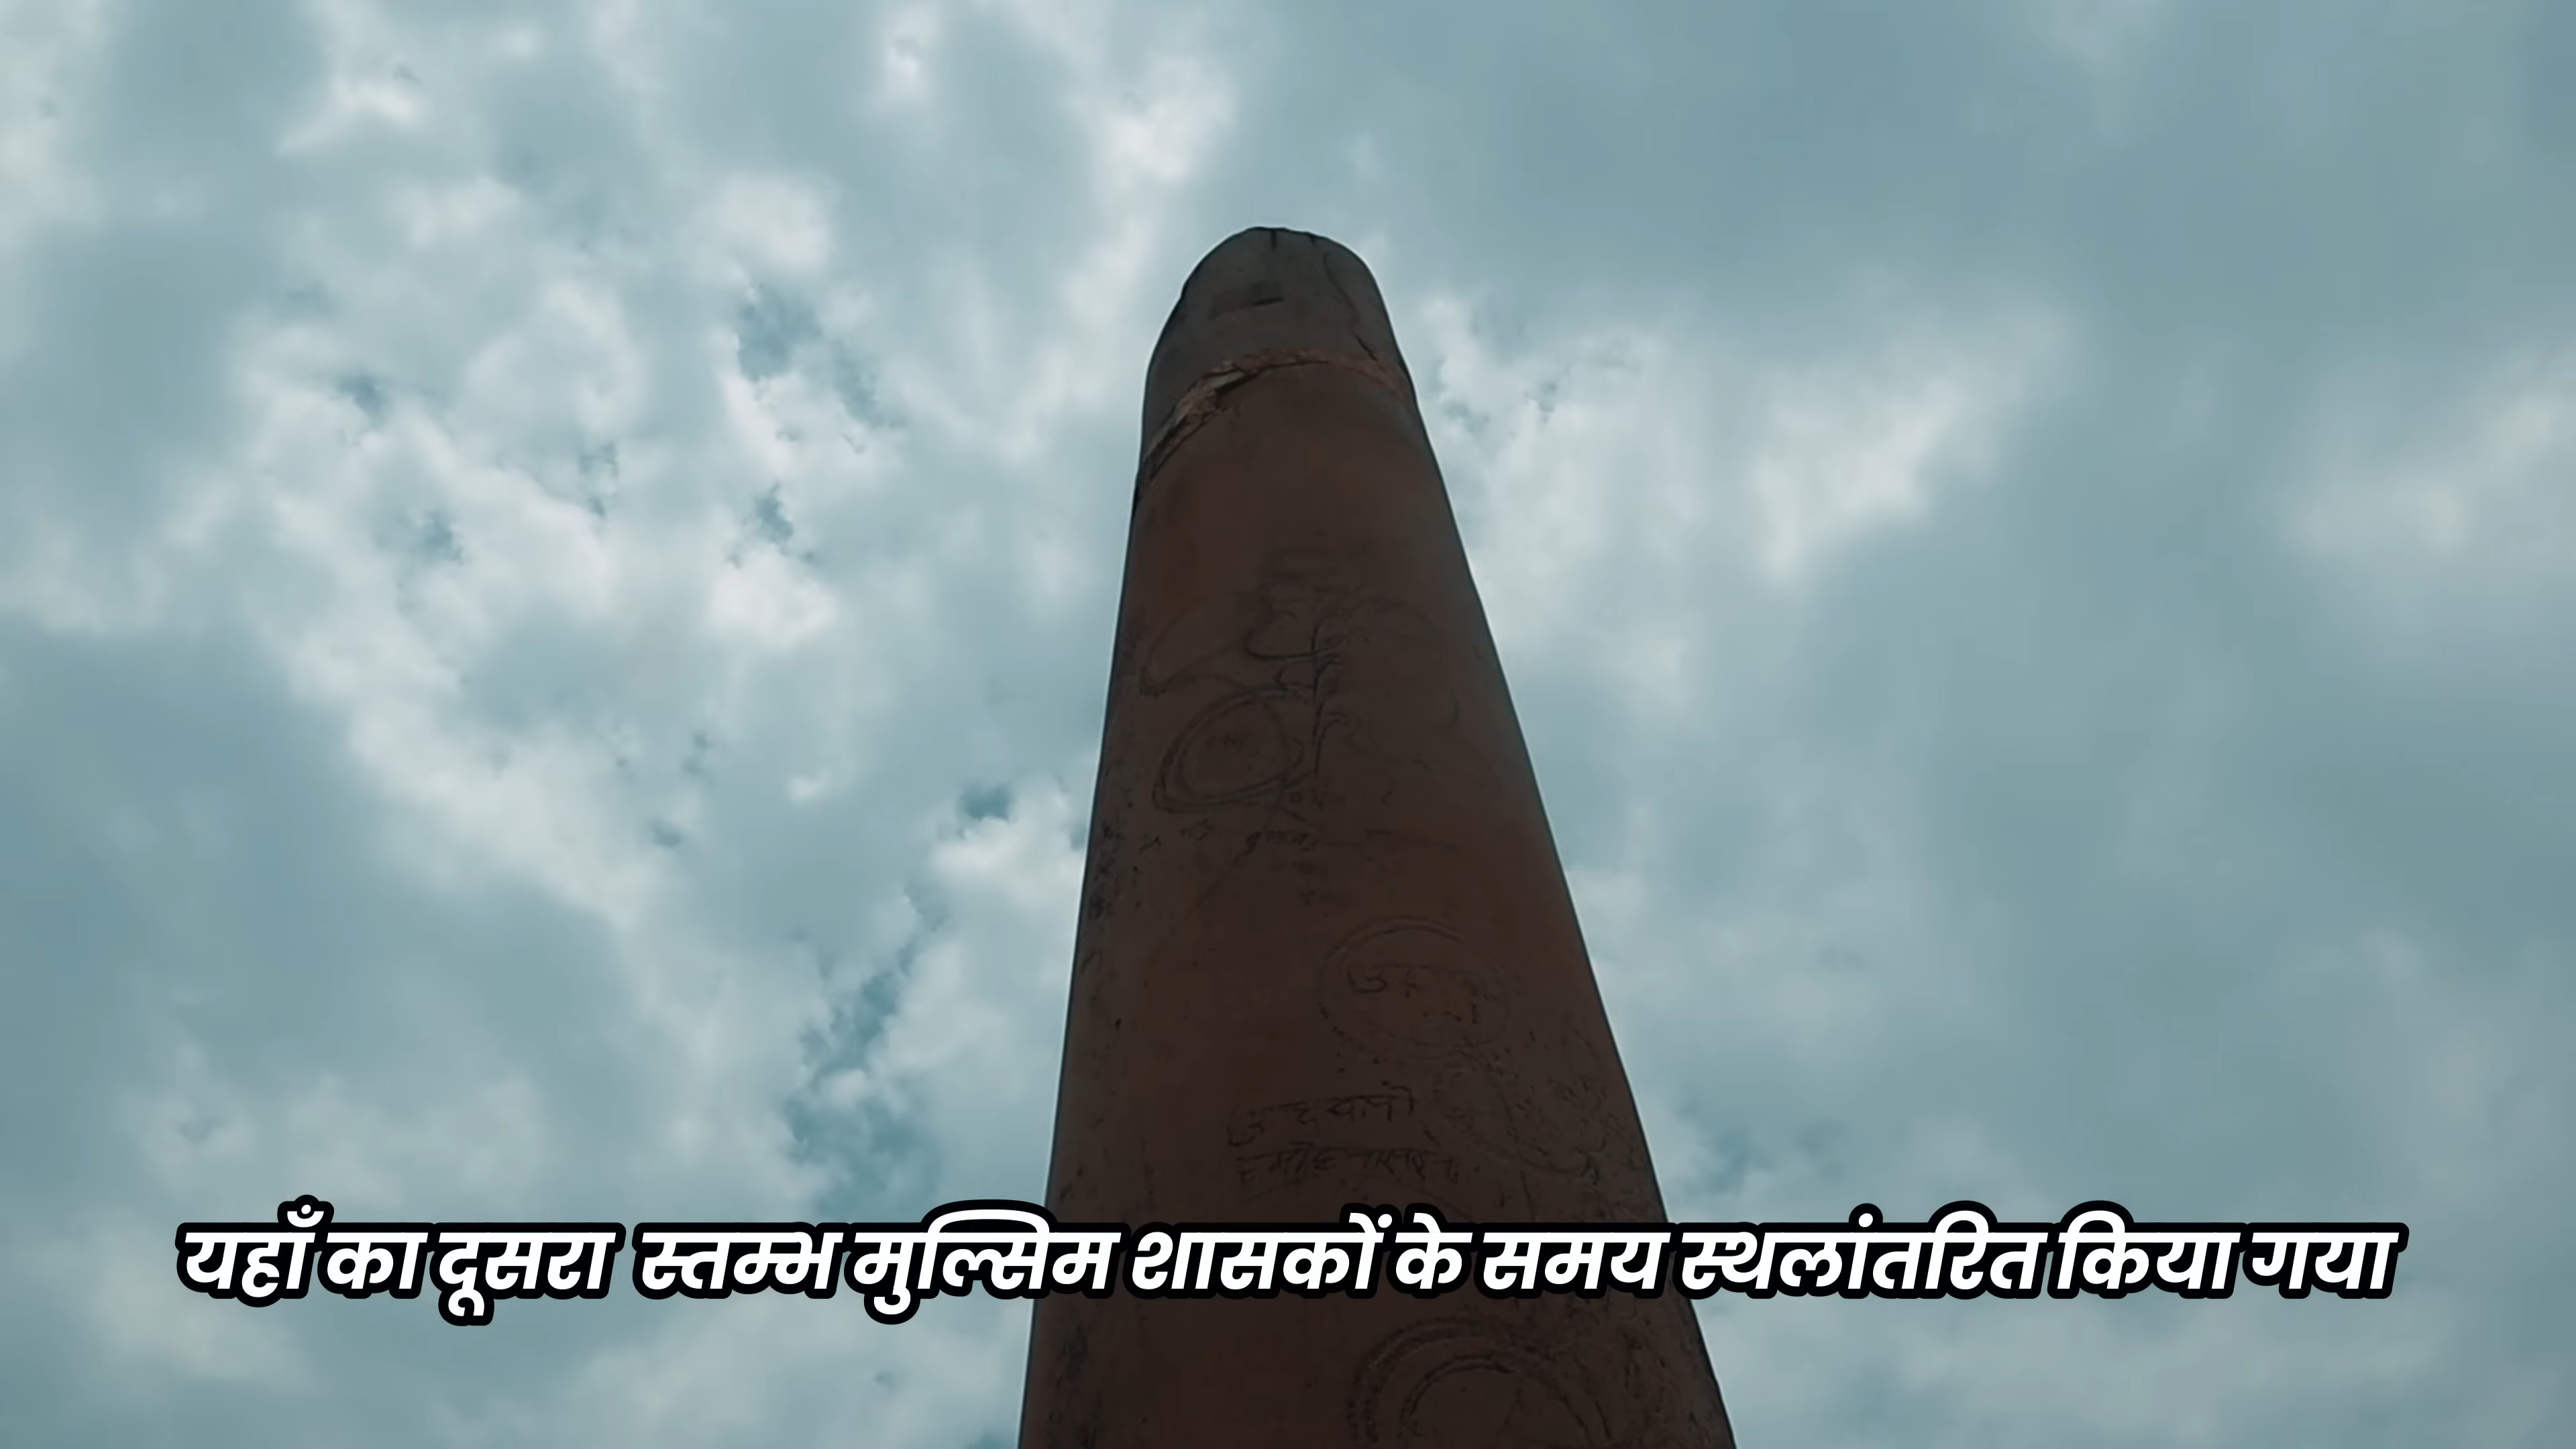 यहाँ का दूसरा स्तम्भ मुल्सिम शासकों के समय स्थलांतरित किया गया